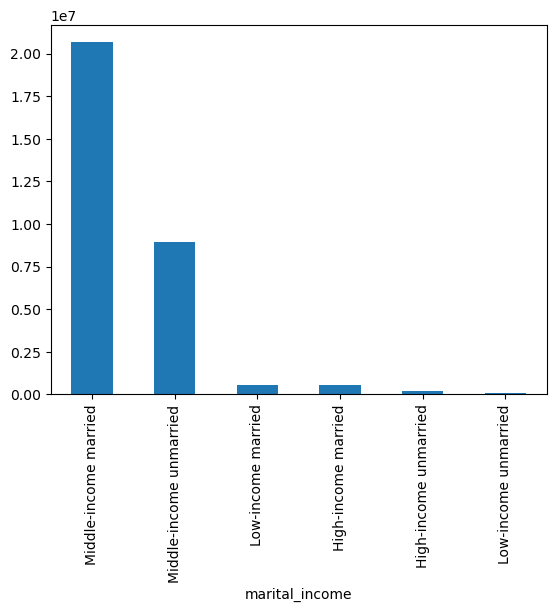 1e7
2.00
1.75
1.50
1.25
1.00
0.75
0.50
0.25
0.00
Middle-income married
Middle-income unmarried
Low-income married
High-income married
High-income unmarried
Low-income unmarried
marital_income